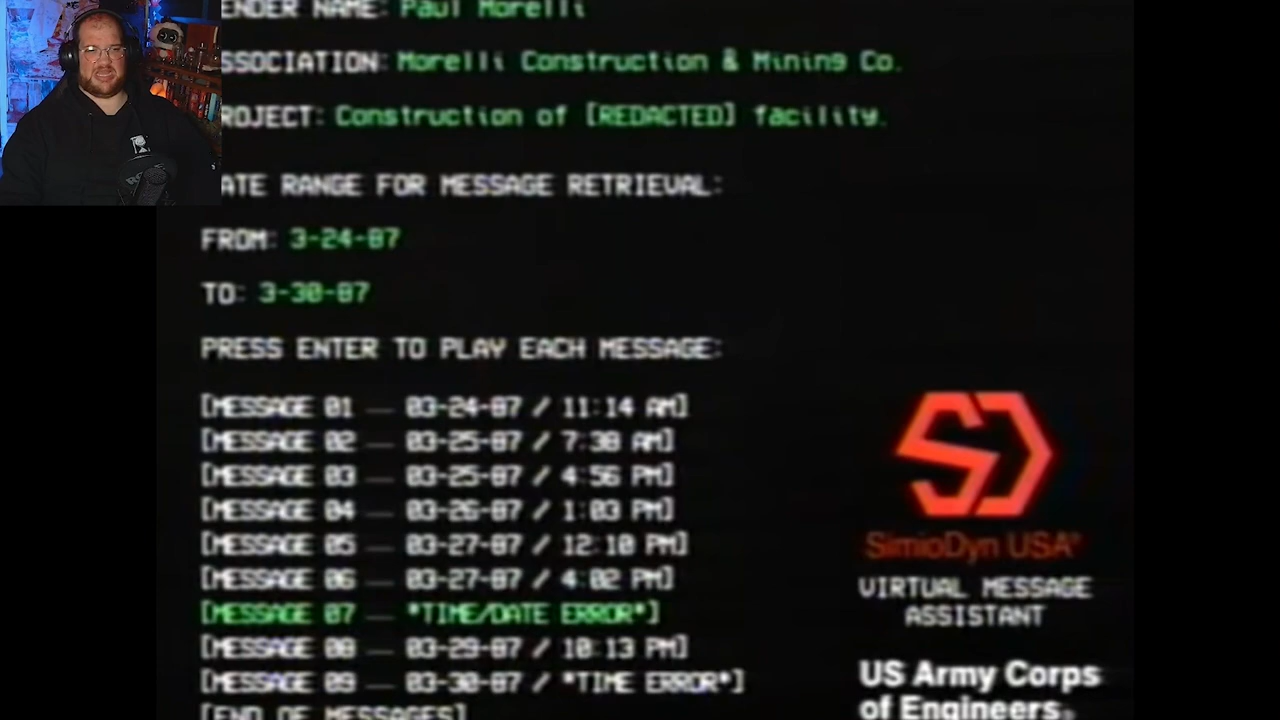 ENDER NAME: Paul Morelli
SSOCIATION: Morelli Construction & Mining Co.
ROJECT: Construction of [REDACTED] facility.
ATE RANGE FOR MESSAGE RETRIEVAL:
FROM: 3-24-87
TO: 3-30-87
PRESS ENTER TO PLAY EACH MESSAGE:
[MESSAGE 01 — 03-24-87 / 11:14 AM]
[MESSAGE 02 — 03-25-87 / 7:38 AM]
[MESSAGE 03 — 03-25-87 / 4:56 PM]
[MESSAGE 04 — 03-26-87 / 1:03 PM]
[MESSAGE 05 — 03-27-87 / 12:10 PM]
[MESSAGE 06 — 03-27-87 / 4:02 PM]
[MESSAGE 07 — *TIME/DATE ERROR*]
[MESSAGE 08 — 03-29-87 / 10:13 PM]
[MESSAGE 09 — 03-30-87 / *TIME ERROR*]
[END OF MESSAGES]
SD
SimioDyn USA®
VIRTUAL MESSAGE
ASSISTANT
US Army Corps
of Engineers®